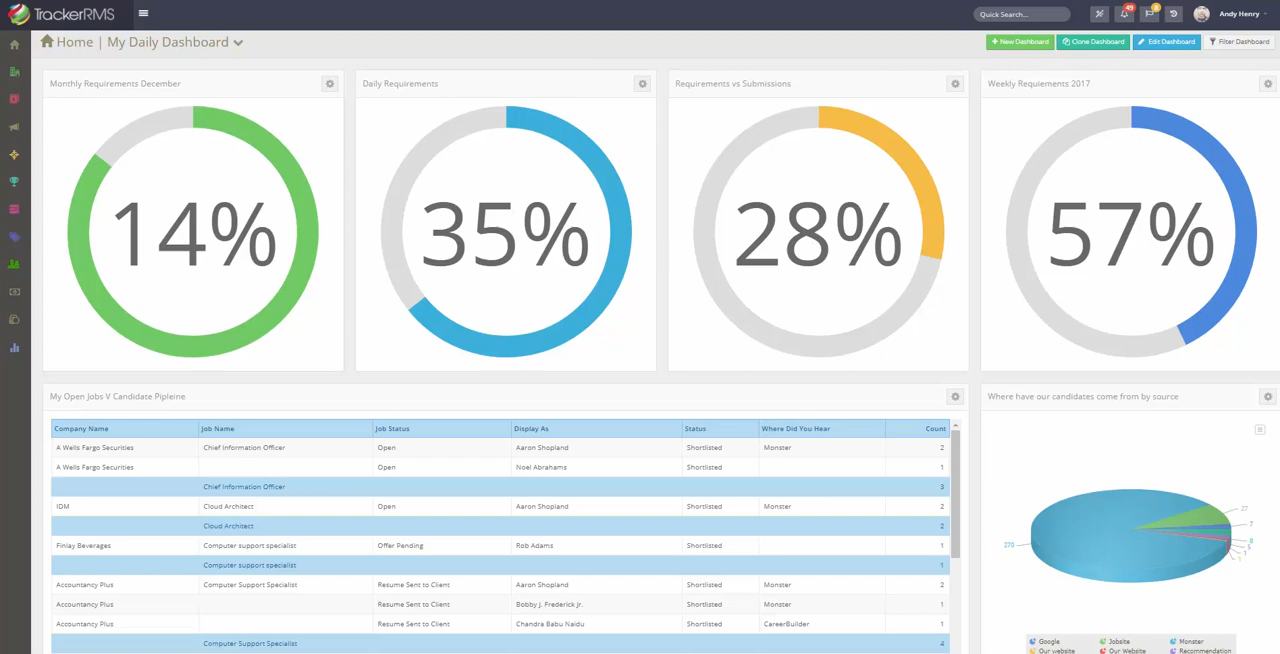 TrackerRMS
Quick Search...
49
8
Andy Henry
Home | My Daily Dashboard
+ New Dashboard
Clone Dashboard
Edit Dashboard
Filter Dashboard
Monthly Requirements December
Daily Requirements
Requirements vs Submissions
Weekly Requiements 2017
14%
35%
28%
57%
My Open Jobs V Candidate Pipleine
Where have our candidates come from by source
Company Name Job Name Job Status Display As Status Where Did You Hear Count
A Wells Fargo Securities Chief Information Officer Open Aaron Shopland Shortlisted Monster 2
A Wells Fargo Securities Open Noel Abrahams Shortlisted 1
Chief Information Officer 3
IDM Cloud Architect Open Aaron Shopland Shortlisted Monster 2
Cloud Architect 2
Finlay Beverages Computer support specialist Offer Pending Rob Adams Shortlisted 1
Computer support specialist 1
Accountancy Plus Computer Support Specialist Resume Sent to Client Aaron Shopland Shortlisted Monster 2
Accountancy Plus Resume Sent to Client Bobby J. Frederick Jr. Shortlisted Monster 1
Accountancy Plus Resume Sent to Client Chandra Babu Naidu Shortlisted CareerBuilder 1
Computer Support Specialist 4
27
7
8
5
1
1
270
Google Jobsite Monster
Our website Our Website Recommendation